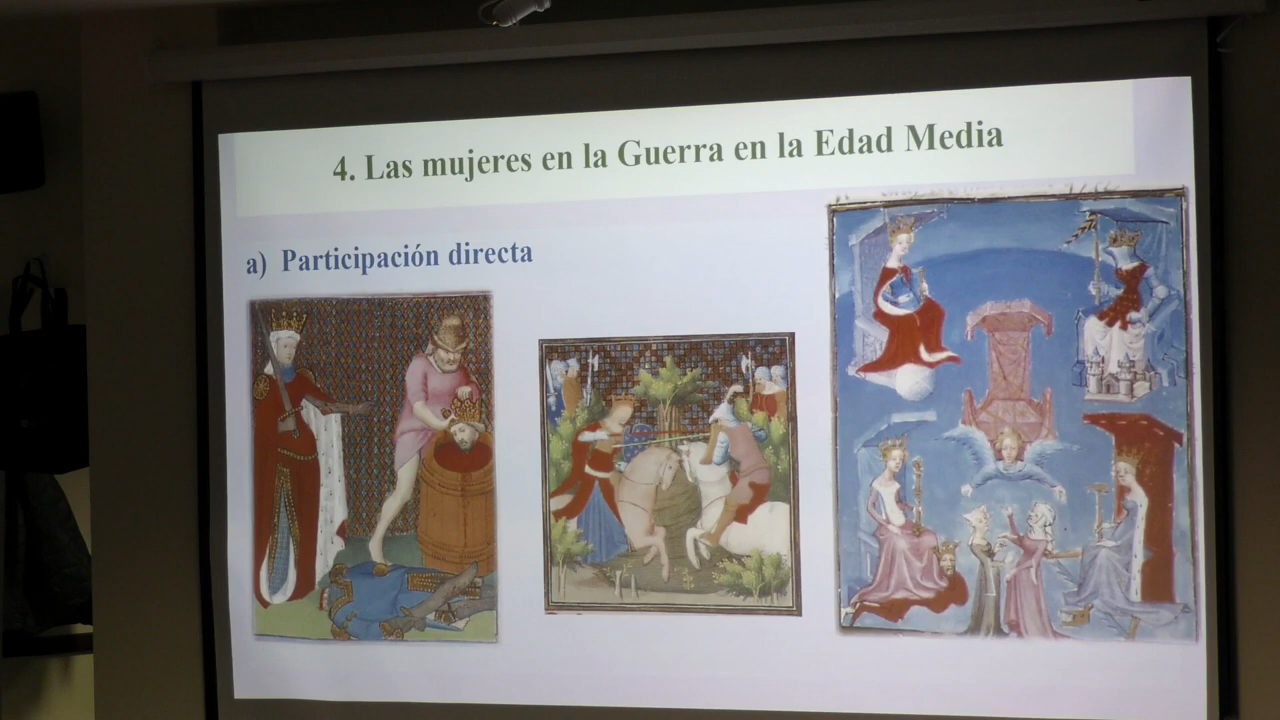 4. Las mujeres en la Guerra en la Edad Media
a) Participación directa